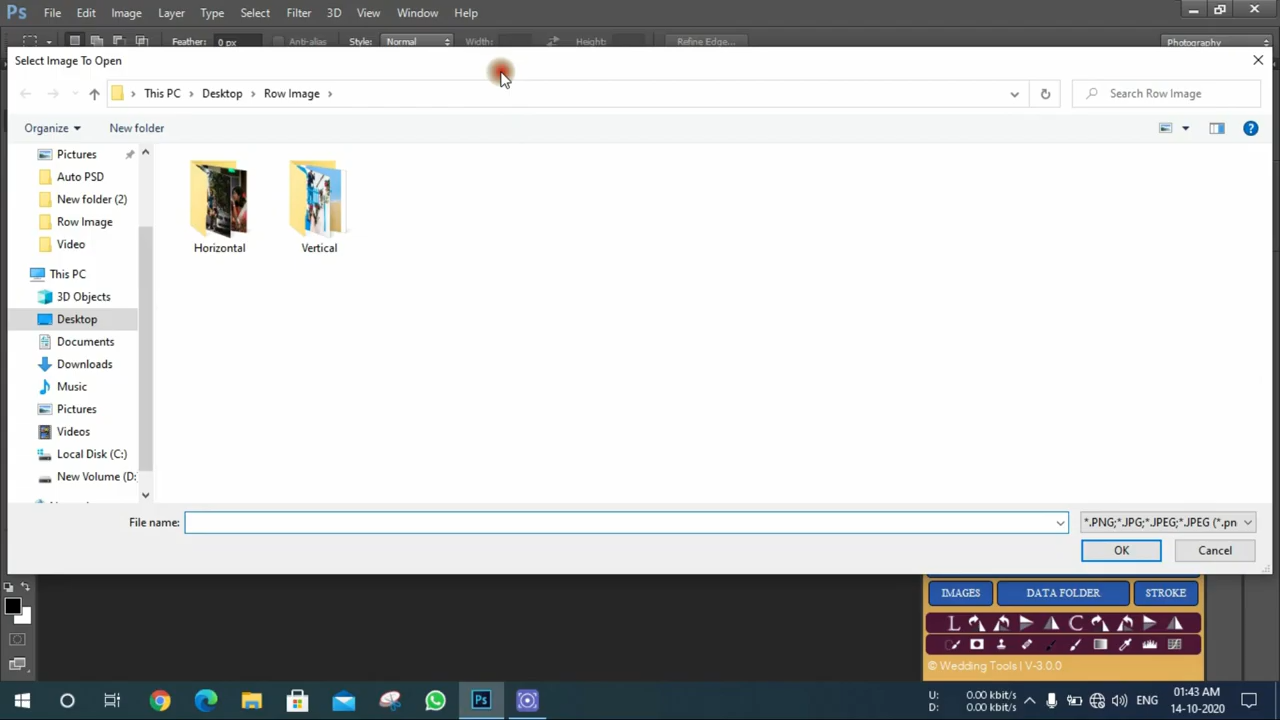 Ps File Edit Image Layer Type Select Filter 3D View Window Help
Feather: 0 px Anti-alias Style: Normal Width: Height: Refine Edge... Photography
Select Image To Open
This PC > Desktop > Row Image >
Search Row Image
Organize New folder
Pictures
Auto PSD
New folder (2)
Row Image
Video
This PC
3D Objects
Desktop
Documents
Downloads
Music
Pictures
Videos
Local Disk (C:)
New Volume (D:
Horizontal Vertical
File name: *.PNG;*.JPG;*.JPEG;*.JPEG (*.pn
OK Cancel
IMAGES DATA FOLDER STROKE
L C
© Wedding Tools | V-3.0.0
Ps
U: 0.00 kbit/s
D: 0.00 kbit/s
ENG
01:43 AM
14-10-2020